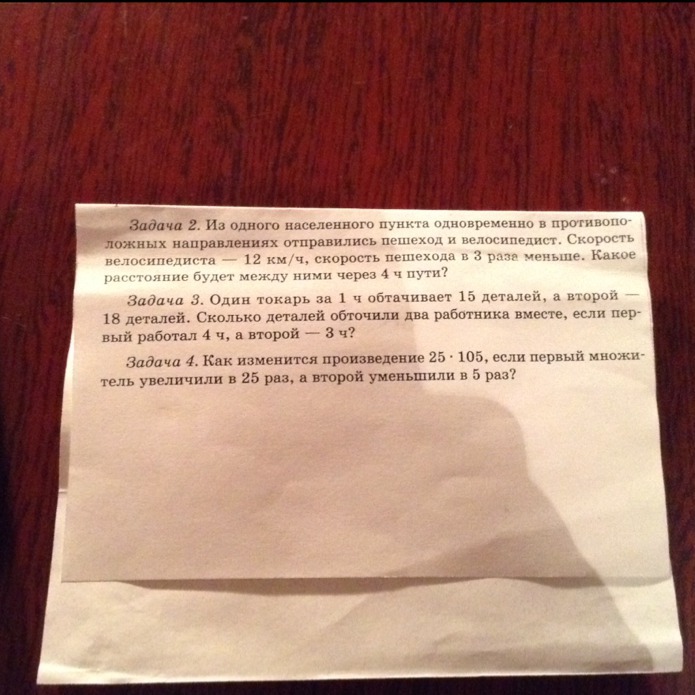 Задача 2. Из одного населенного пункта одновременно в противопо-
ложных направлениях отправились пешеход и велосипедист. Скорость
велосипедиста — 12 км/ч, скорость пешехода в 3 раза меньше. Какое
расстояние будет между ними через 4 ч пути?
Задача 3. Один токарь за 1 ч обтачивает 15 деталей, а второй —
18 деталей. Сколько деталей обточили два работника вместе, если пер-
вый работал 4 ч, а второй — 3 ч?
Задача 4. Как изменится произведение 25 · 105, если первый множи-
тель увеличили в 25 раз, а второй уменьшили в 5 раз?